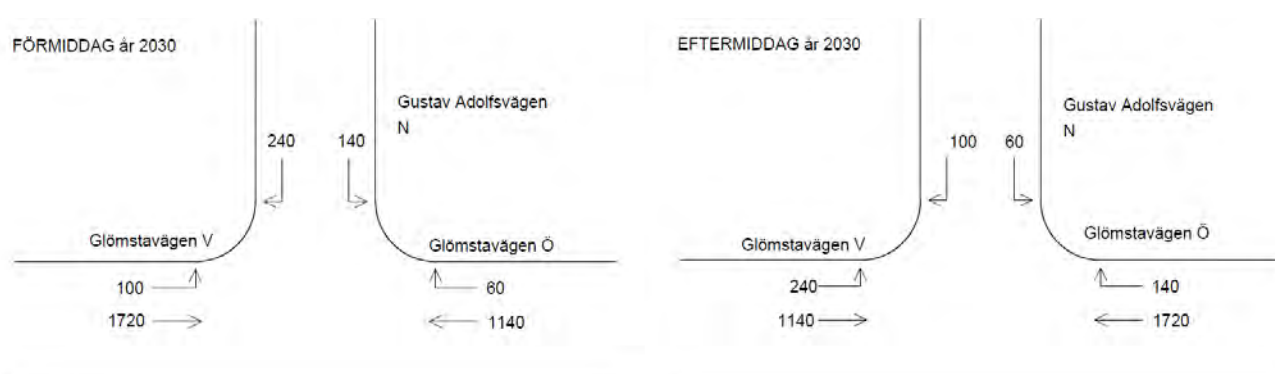 FÖRMIDDAG år 2030
Gustav Adolfsvägen
N
240
140
Glömstavägen V
Glömstavägen Ö
100
60
1720
1140
EFTERMIDDAG år 2030
Gustav Adolfsvägen
N
100
60
Glömstavägen V
Glömstavägen Ö
240
140
1140
1720